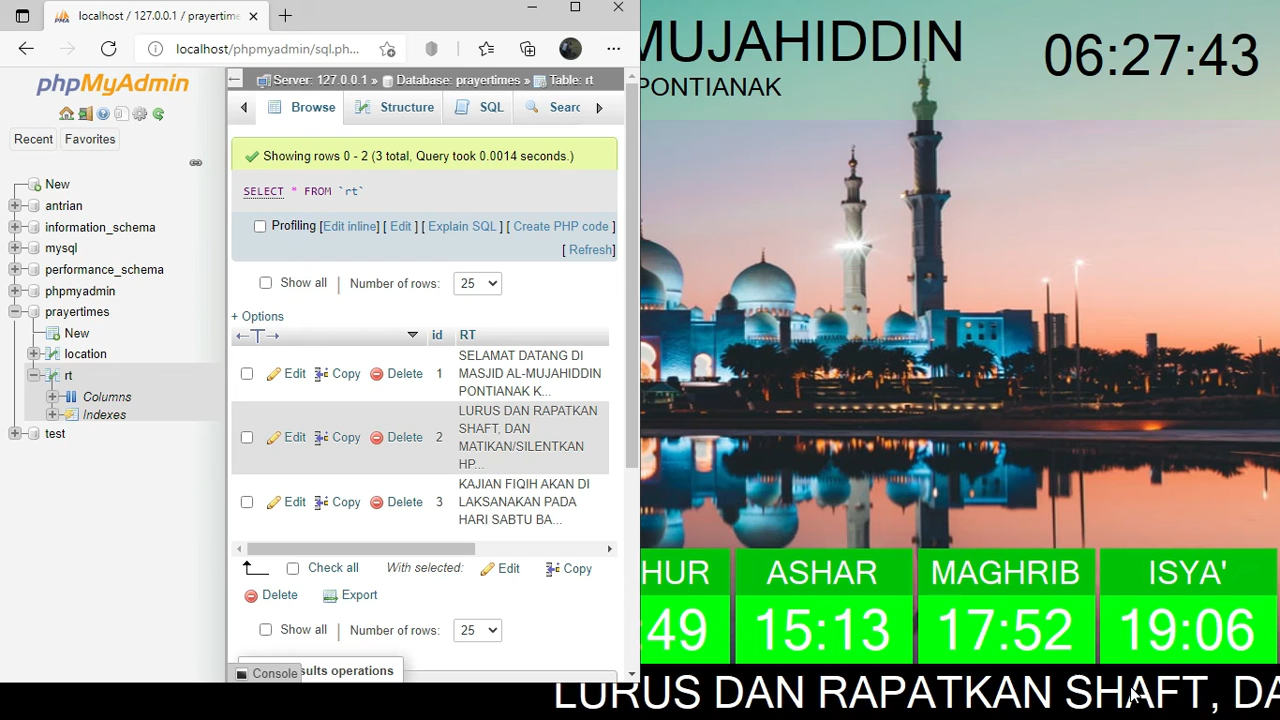 localhost / 127.0.0.1 / prayertime
localhost/phpmyadmin/sql.ph...
phpMyAdmin
Recent
Favorites
New
antrian
information_schema
mysql
performance_schema
phpmyadmin
prayertimes
New
location
rt
Columns
Indexes
test
Server: 127.0.0.1 » Database: prayertimes » Table: rt
Browse
Structure
SQL
Searc
Showing rows 0 - 2 (3 total, Query took 0.0014 seconds.)
SELECT * FROM `rt`
Profiling [Edit inline] [ Edit ] [ Explain SQL ] [ Create PHP code ]
[ Refresh]
Show all
Number of rows:
25
+ Options
id
RT
Edit
Copy
Delete
1
SELAMAT DATANG DI
MASJID AL-MUJAHIDDIN
PONTIANAK K...
Edit
Copy
Delete
2
LURUS DAN RAPATKAN
SHAFT, DAN
MATIKAN/SILENTKAN
HP...
Edit
Copy
Delete
3
KAJIAN FIQIH AKAN DI
LAKSANAKAN PADA
HARI SABTU BA...
Check all
With selected:
Edit
Copy
Delete
Export
Show all
Number of rows:
25
Console
sults operations
MUJAHIDDIN
PONTIANAK
06:27:43
HUR
:49
ASHAR
15:13
MAGHRIB
17:52
ISYA'
19:06
LURUS DAN RAPATKAN SHAFT, DA